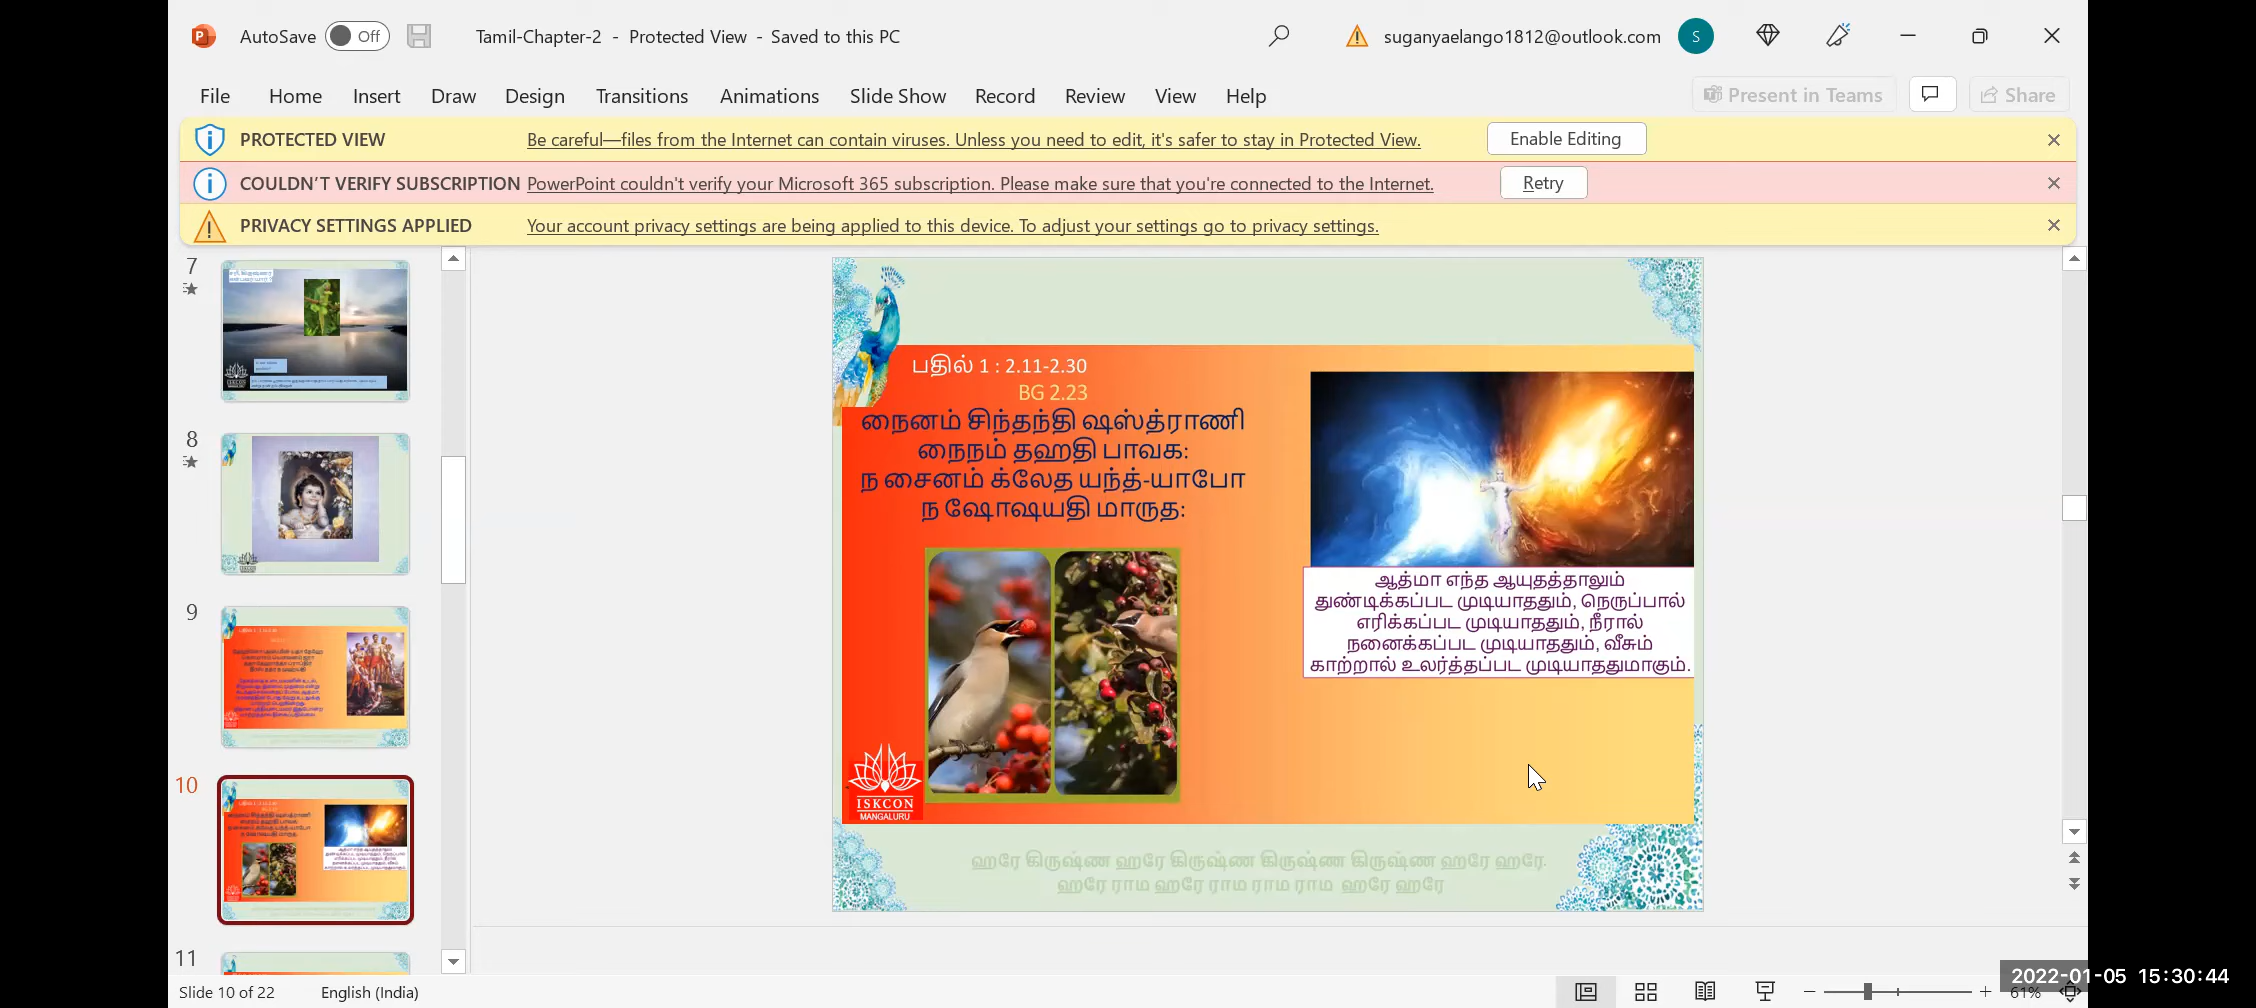 AutoSave Off Tamil-Chapter-2 - Protected View - Saved to this PC suganyaelango1812@outlook.com S
File Home Insert Draw Design Transitions Animations Slide Show Record Review View Help Present in Teams Share
PROTECTED VIEW Be careful—files from the Internet can contain viruses. Unless you need to edit, it's safer to stay in Protected View. Enable Editing
COULDN'T VERIFY SUBSCRIPTION PowerPoint couldn't verify your Microsoft 365 subscription. Please make sure that you're connected to the Internet. Retry
PRIVACY SETTINGS APPLIED Your account privacy settings are being applied to this device. To adjust your settings go to privacy settings.
7
8
9
10
11
பதில் 1 : 2.11-2.30
BG 2.23
நைனம் சிந்தந்தி ஷஸ்த்ராணி
நைநம் தஹதி பாவக:
ந சைனம் க்லேத யந்த்-யாபோ
ந ஷோஷயதி மாருத:
ஆத்மா எந்த ஆயுதத்தாலும்
துண்டிக்கப்பட முடியாததும், நெருப்பால்
எரிக்கப்பட முடியாததும், நீரால்
நனைக்கப்பட முடியாததும், வீசும்
காற்றால் உலர்த்தப்பட முடியாததுமாகும்.
ISKCON
MANGALURU
ஹரே கிருஷ்ண ஹரே கிருஷ்ண கிருஷ்ண கிருஷ்ண ஹரே ஹரே.
ஹரே ராம ஹரே ராம ராம ராம ஹரே ஹரே
Slide 10 of 22 English (India) 61%
2022-01-05 15:30:44